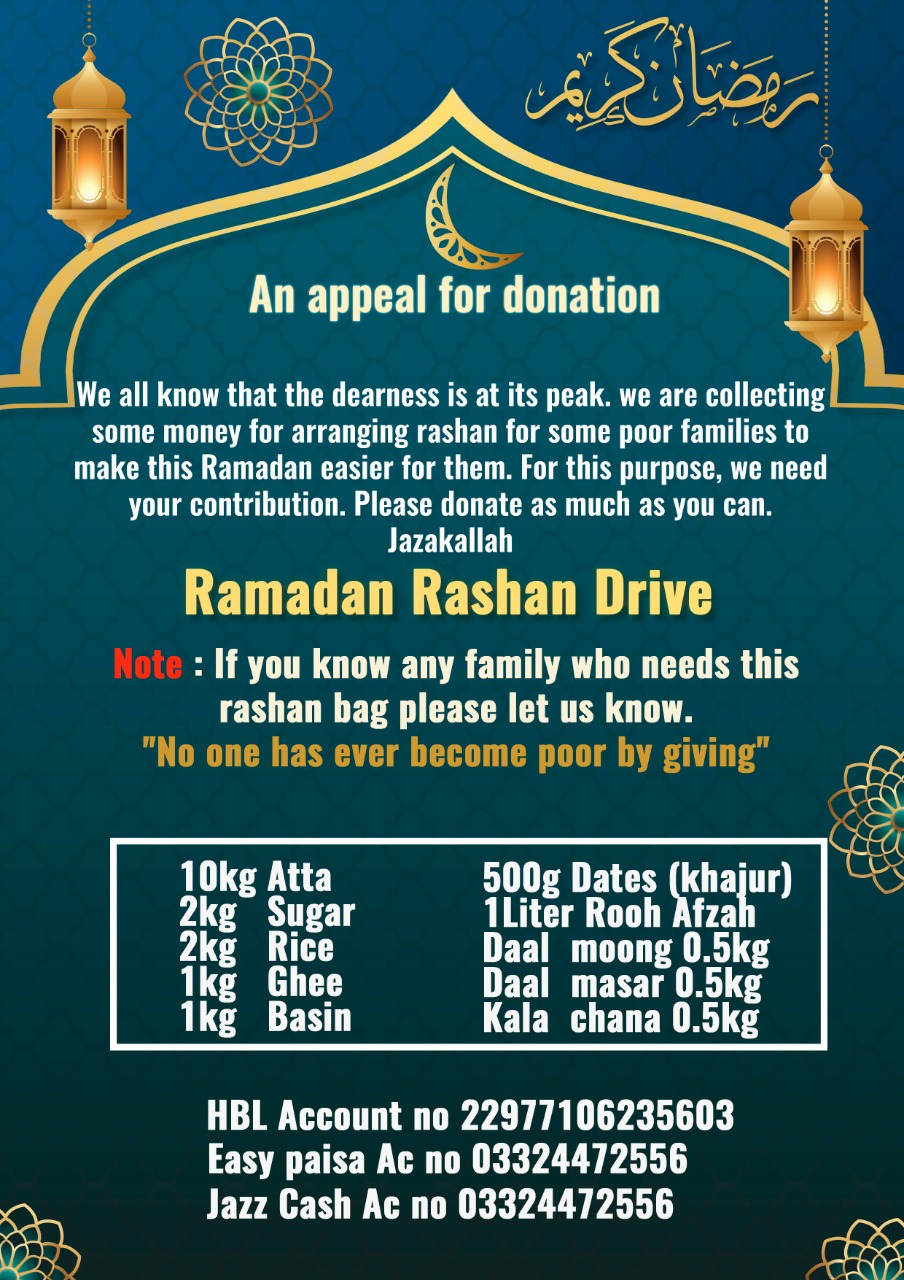 رمضان كريم
An appeal for donation
We all know that the dearness is at its peak. we are collecting
some money for arranging rashan for some poor families to
make this Ramadan easier for them. For this purpose, we need
your contribution. Please donate as much as you can.
Jazakallah
Ramadan Rashan Drive
Note : If you know any family who needs this
rashan bag please let us know.
"No one has ever become poor by giving"
10kg Atta
2kg Sugar
2kg Rice
1kg Ghee
1kg Basin
500g Dates (khajur)
1Liter Rooh Afzah
Daal moong 0.5kg
Daal masar 0.5kg
Kala chana 0.5kg
HBL Account no 22977106235603
Easy paisa Ac no 03324472556
Jazz Cash Ac no 03324472556